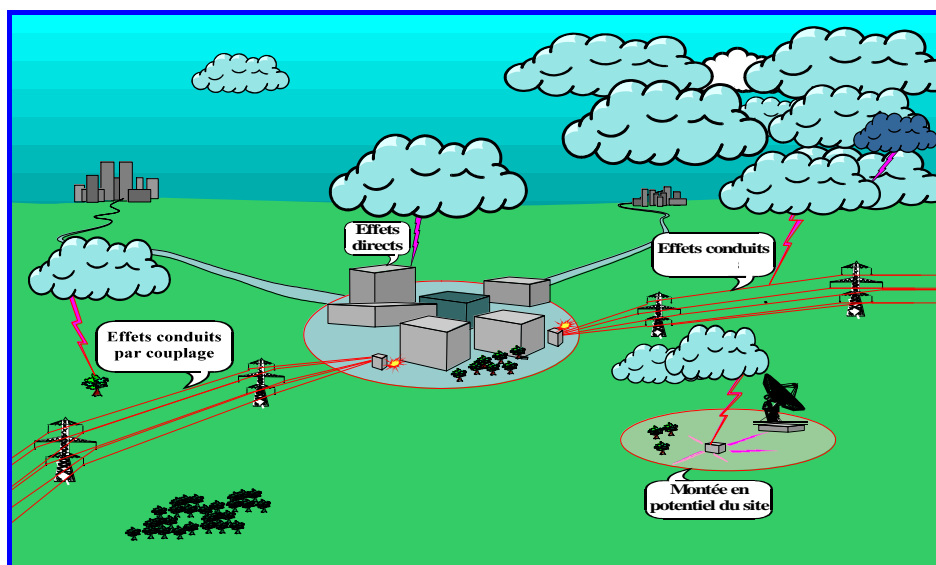 Effets
directs
Effets conduits
Effets conduits
par couplage
Montée en
potentiel du site